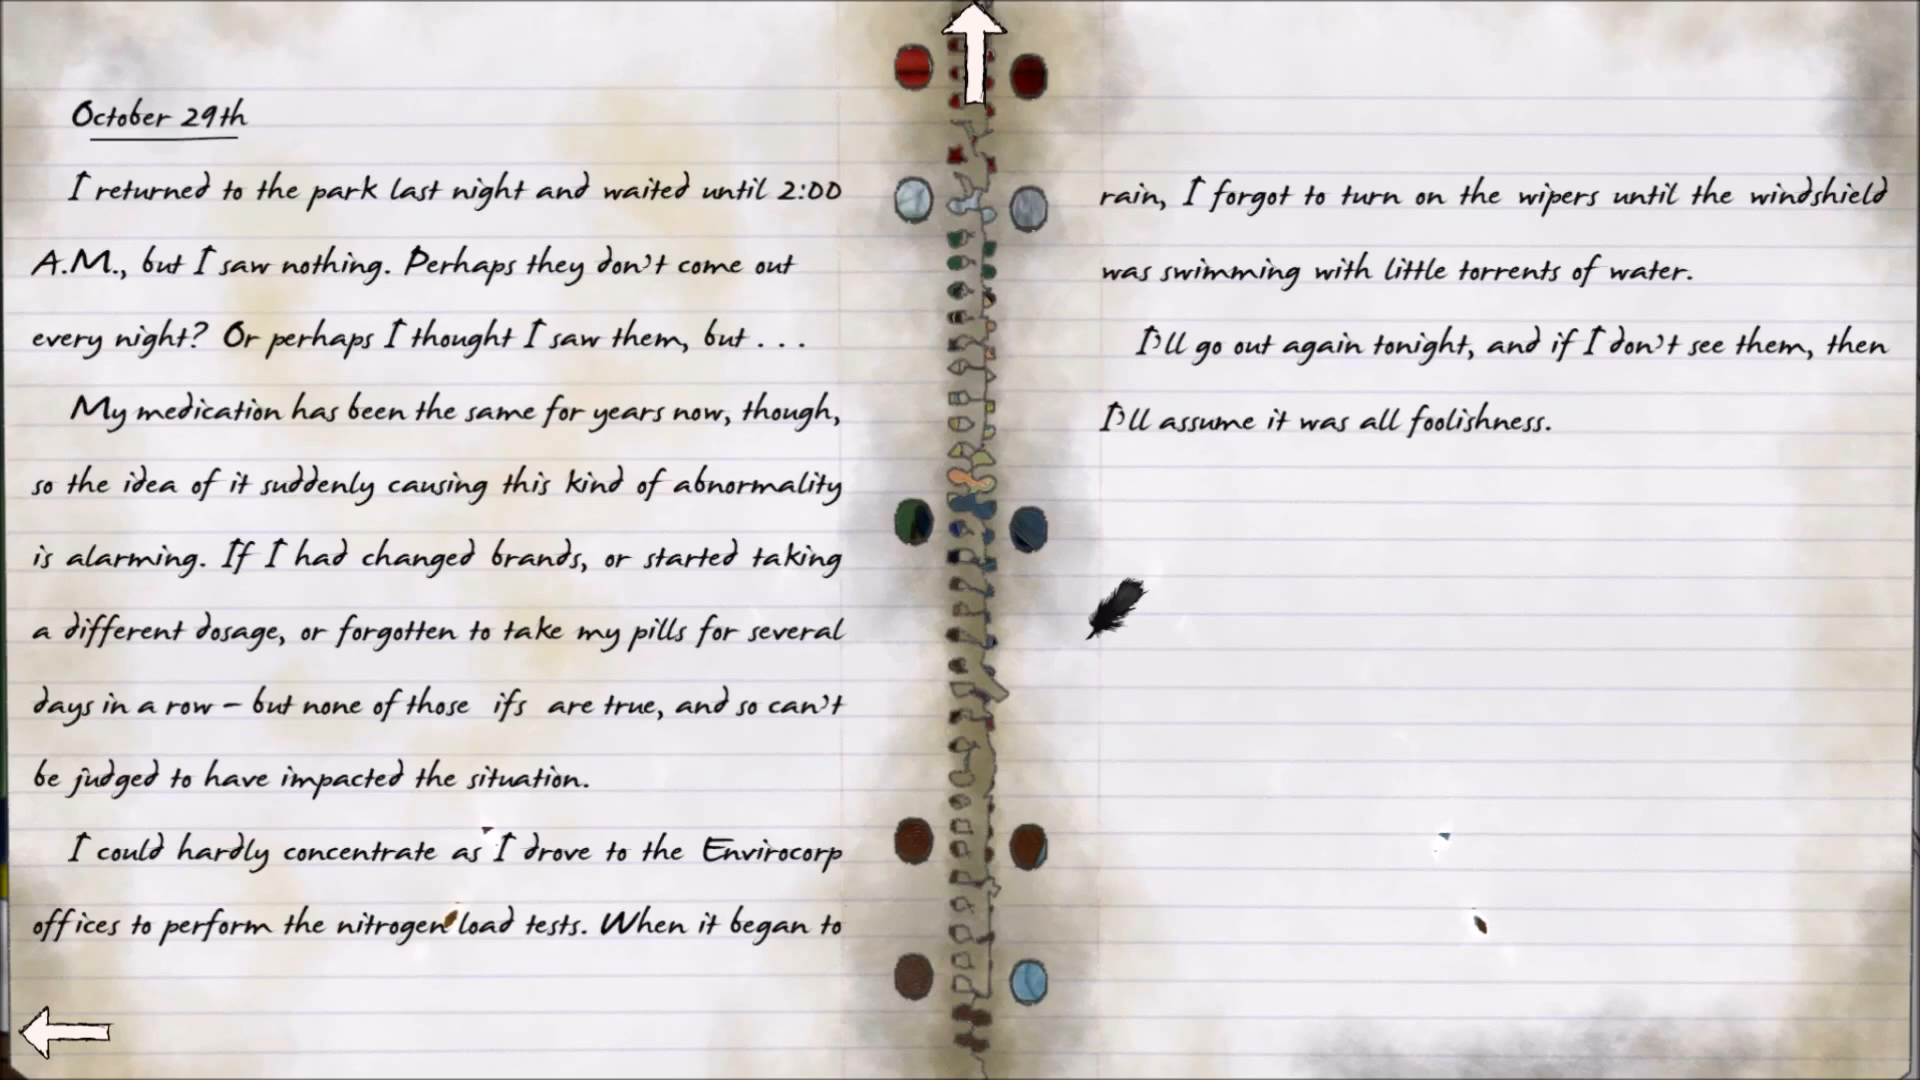 October 29th
I returned to the park last night and waited until 2:00
A.M., but I saw nothing. Perhaps they don't come out
every night? Or perhaps I thought I saw them, but . . .
My medication has been the same for years now, though,
so the idea of it suddenly causing this kind of abnormality
is alarming. If I had changed brands, or started taking
a different dosage, or forgotten to take my pills for several
days in a row – but none of those ifs are true, and so can't
be judged to have impacted the situation.
I could hardly concentrate as I drove to the Envirocorp
offices to perform the nitrogen load tests. When it began to
rain, I forgot to turn on the wipers until the windshield
was swimming with little torrents of water.
I'll go out again tonight, and if I don't see them, then
I'll assume it was all foolishness.